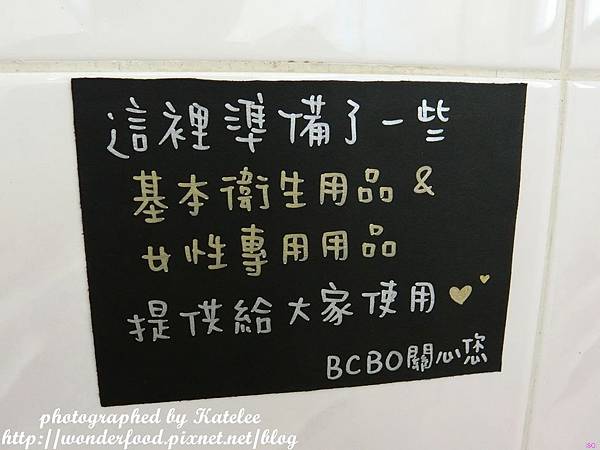 這裡準備了一些
基本衛生用品 &
女性專用用品
提供給大家使用♥♥
BCBO關心您
photographed by Katelee
http://wonderfood.pixnet.net/blog